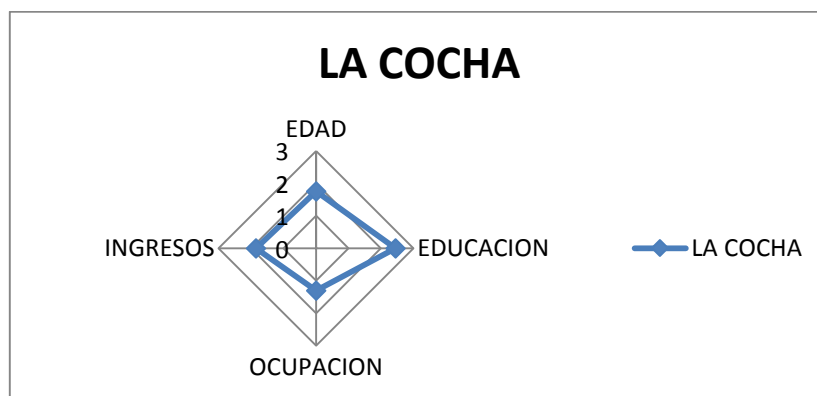 LA COCHA
EDAD
3
2
1
0
INGRESOS
EDUCACION
OCUPACION
LA COCHA